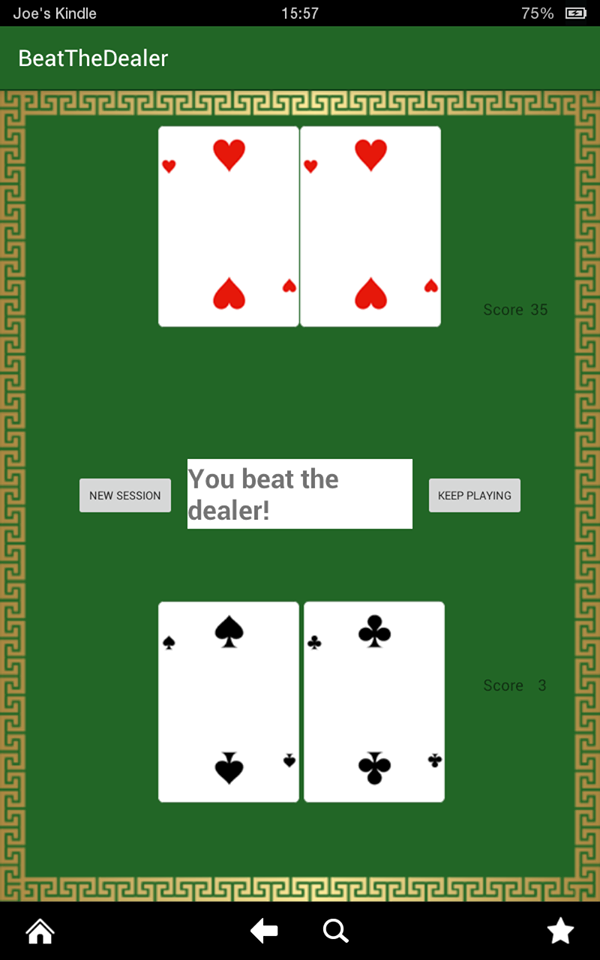 Joe's Kindle 15:57 75%
BeatTheDealer
Score 35
You beat the
dealer!
NEW SESSION
KEEP PLAYING
Score 3